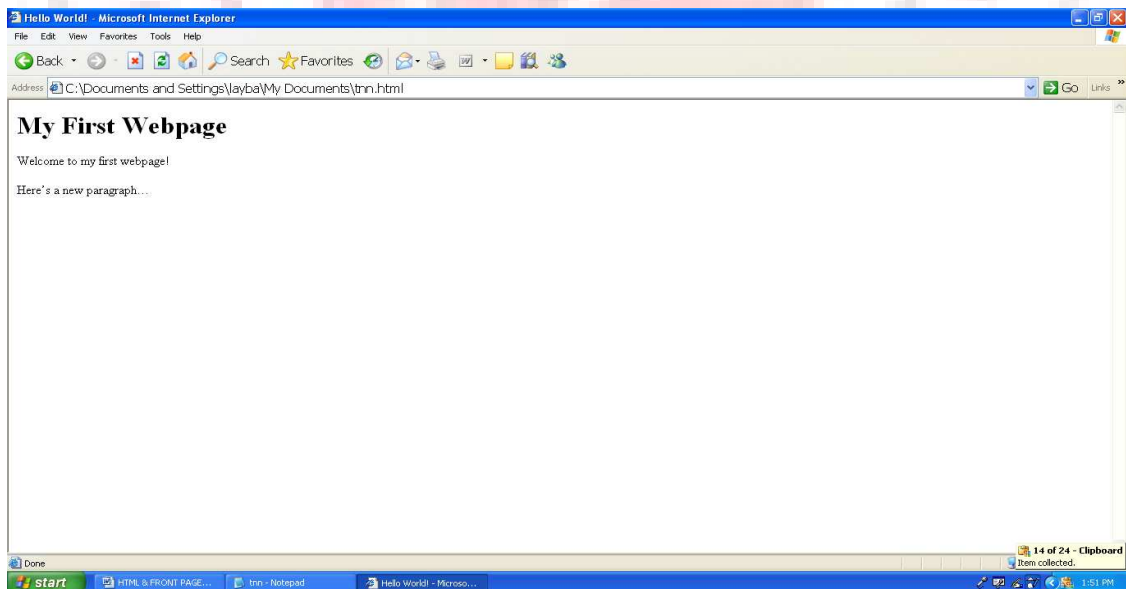 Hello World! - Microsoft Internet Explorer
File Edit View Favorites Tools Help
Back Search Favorites
Address C:\Documents and Settings\layba\My Documents\tnn.html Go Links »
My First Webpage
Welcome to my first webpage!
Here's a new paragraph...
14 of 24 - Clipboard
Done Item collected.
start HTML & FRONT PAGE... tnn - Notepad Hello World! - Microso... 1:51 PM